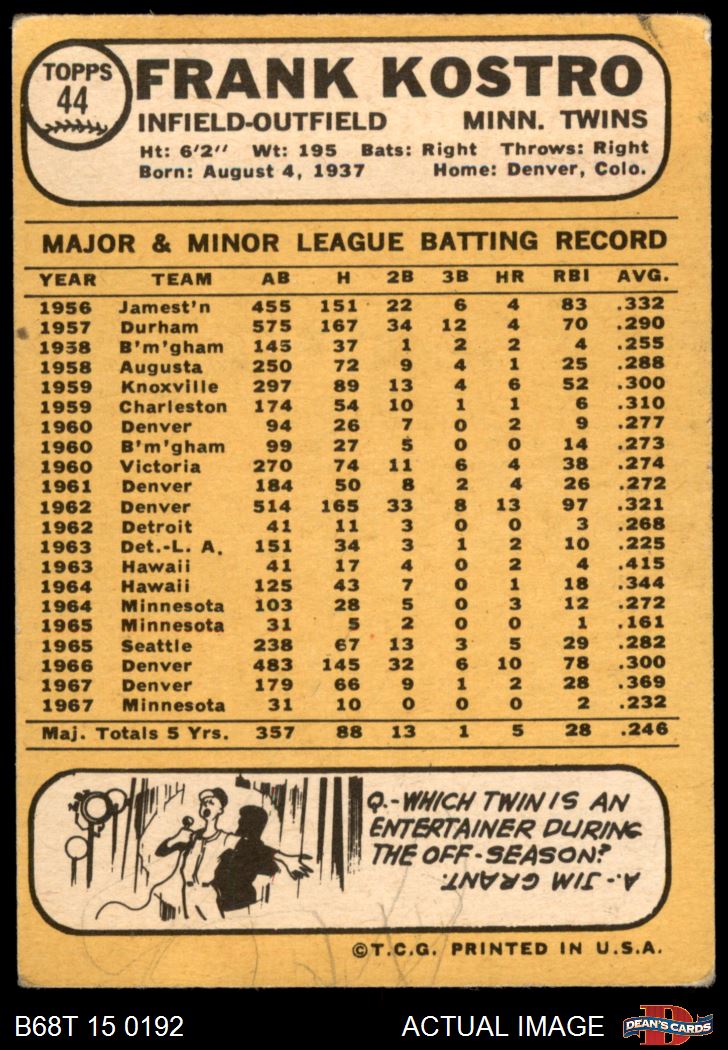 TOPPS
44
FRANK KOSTRO
INFIELD-OUTFIELD MINN. TWINS
Ht: 6'2" Wt: 195 Bats: Right Throws: Right
Born: August 4, 1937 Home: Denver, Colo.
MAJOR & MINOR LEAGUE BATTING RECORD
YEAR TEAM AB H 2B 3B HR RBI AVG.
1956 Jamest'n 455 151 22 6 4 83 .332
1957 Durham 575 167 34 12 4 70 .290
1958 B'm'gham 145 37 1 2 2 4 .255
1958 Augusta 250 72 9 4 1 25 .288
1959 Knoxville 297 89 13 4 6 52 .300
1959 Charleston 174 54 10 1 1 6 .310
1960 Denver 94 26 7 0 2 9 .277
1960 B'm'gham 99 27 5 0 0 14 .273
1960 Victoria 270 74 11 6 4 38 .274
1961 Denver 184 50 8 2 4 26 .272
1962 Denver 514 165 33 8 13 97 .321
1962 Detroit 41 11 3 0 0 3 .268
1963 Det.-L. A. 151 34 3 1 2 10 .225
1963 Hawaii 41 17 4 0 2 4 .415
1964 Hawaii 125 43 7 0 1 18 .344
1964 Minnesota 103 28 5 0 3 12 .272
1965 Minnesota 31 5 2 0 0 1 .161
1965 Seattle 238 67 13 3 5 29 .282
1966 Denver 483 145 32 6 10 78 .300
1967 Denver 179 66 9 1 2 28 .369
1967 Minnesota 31 10 0 0 0 2 .232
Maj. Totals 5 Yrs. 357 88 13 1 5 28 .246
Q.-WHICH TWIN IS AN
ENTERTAINER DURING
THE OFF-SEASON?
A.-JIM GRANT.
©T.C.G. PRINTED IN U.S.A.
B68T 15 0192 ACTUAL IMAGE
D
DEAN'S CARDS